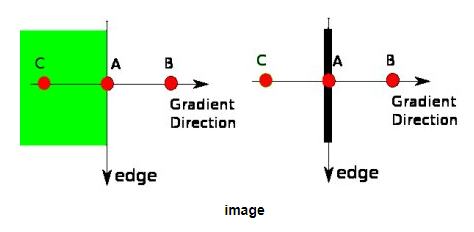 C A B
Gradient
Direction
edge
C A B
Gradient
Direction
edge
image